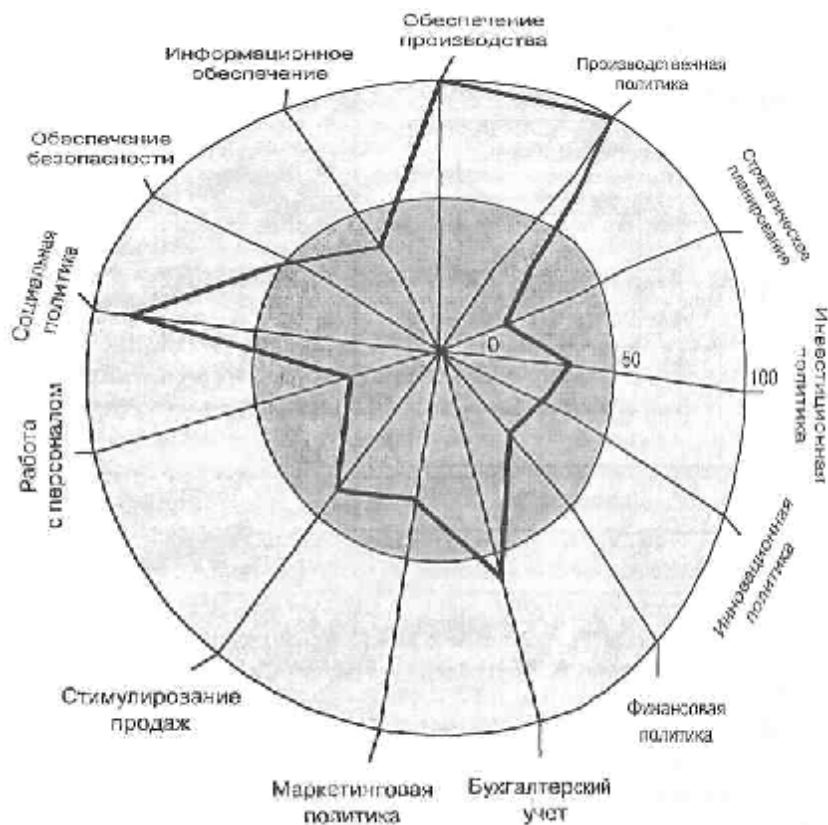 Обеспечение
производства
Информационное
обеспечение
Производственная
политика
Обеспечение
безопасности
Стратегическое
планирование
Социальная
политика
Инвестиционная
политика
0
50
100
Работа
с персоналом
Инновационная
политика
Стимулирование
продаж
Финансовая
политика
Маркетинговая
политика
Бухгалтерский
учет